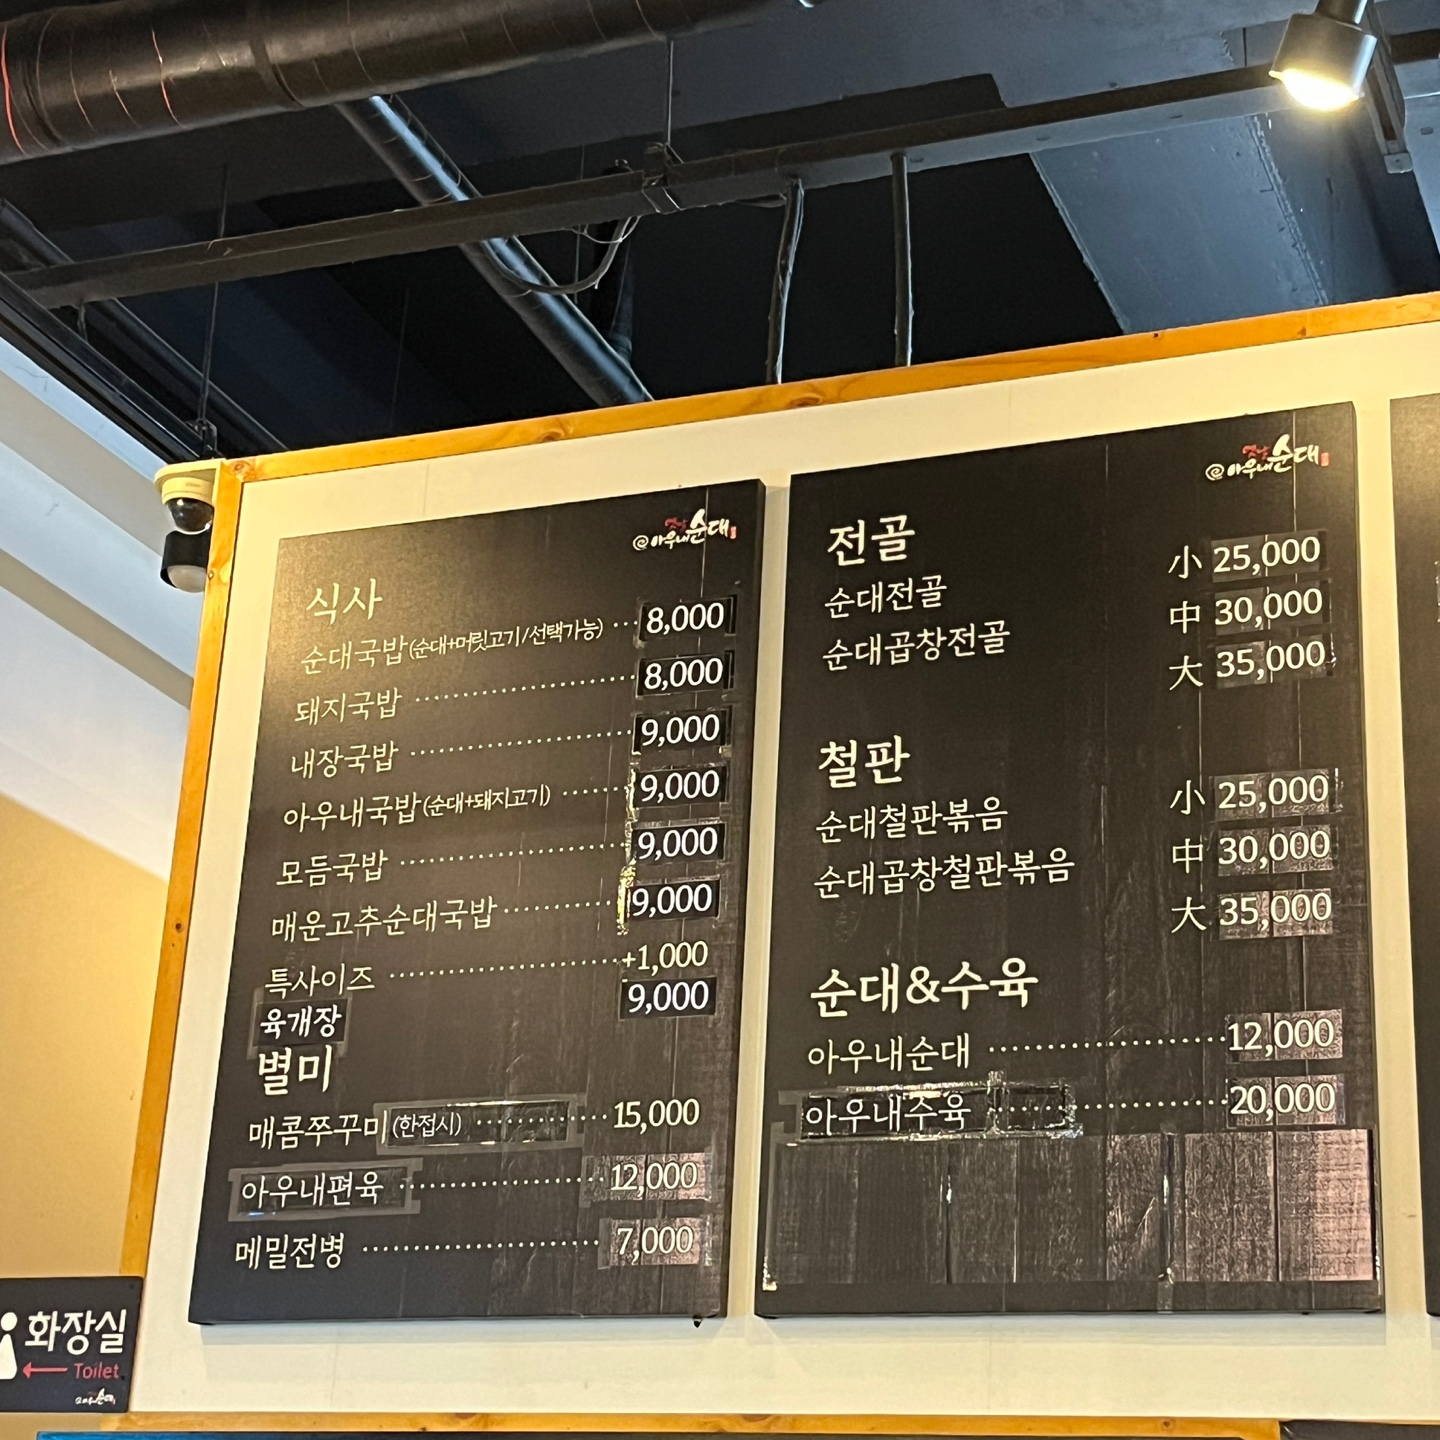 옛날
@아우내순대
식사
순대국밥(순대+머릿고기/선택가능) 8,000
돼지국밥 8,000
내장국밥 9,000
아우내국밥(순대+돼지고기) 9,000
모듬국밥 9,000
매운고추순대국밥 9,000
특사이즈 +1,000
육개장 9,000
별미
매콤쭈꾸미(한접시) 15,000
아우내편육 12,000
메밀전병 7,000
옛날
@아우내순대
전골
순대전골
순대곱창전골
小 25,000
中 30,000
大 35,000
철판
순대철판볶음
순대곱창철판볶음
小 25,000
中 30,000
大 35,000
순대&수육
아우내순대 12,000
아우내수육 20,000
화장실
Toilet